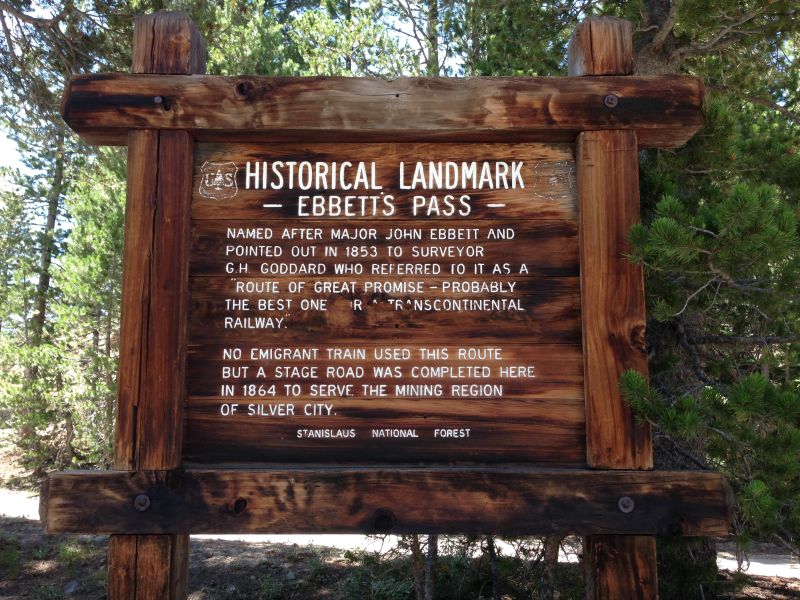 UAS
HISTORICAL LANDMARK
– EBBETTS PASS –
NAMED AFTER MAJOR JOHN EBBETT AND
POINTED OUT IN 1853 TO SURVEYOR
G.H. GODDARD WHO REFERRED TO IT AS A
"ROUTE OF GREAT PROMISE – PROBABLY
THE BEST ONE TRANSCONTINENTAL
RAILWAY."
NO EMIGRANT TRAIN USED THIS ROUTE
BUT A STAGE ROAD WAS COMPLETED HERE
IN 1864 TO SERVE THE MINING REGION
OF SILVER CITY.
STANISLAUS NATIONAL FOREST